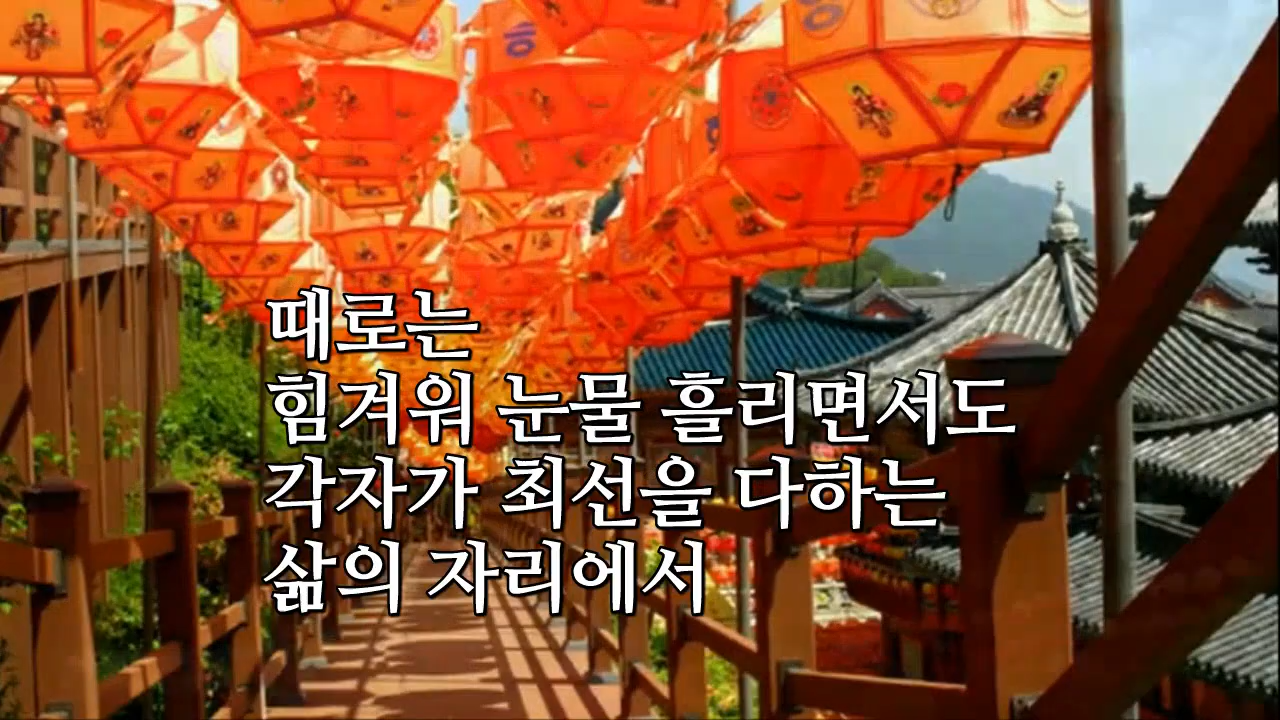 때로는
힘겨워 눈물 흘리면서도
각자가 최선을 다하는
삶의 자리에서